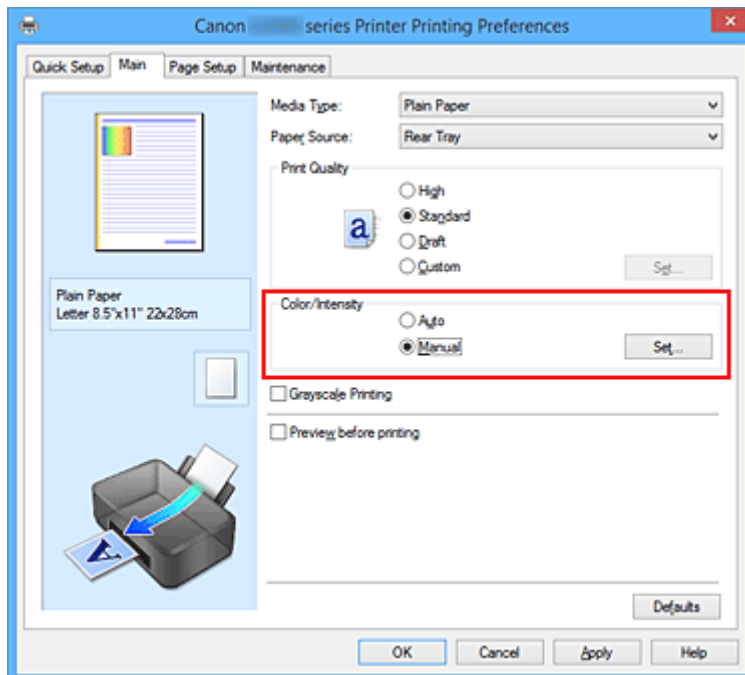 Canon series Printer Printing Preferences
Quick Setup Main Page Setup Maintenance
Media Type: Plain Paper
Paper Source: Rear Tray
Print Quality
High
Standard
Draft
Custom Set...
a
Plain Paper
Letter 8.5"x11" 22x28cm
Color/Intensity
Auto
Manual Set...
Grayscale Printing
Preview before printing
A
Defaults
OK Cancel Apply Help